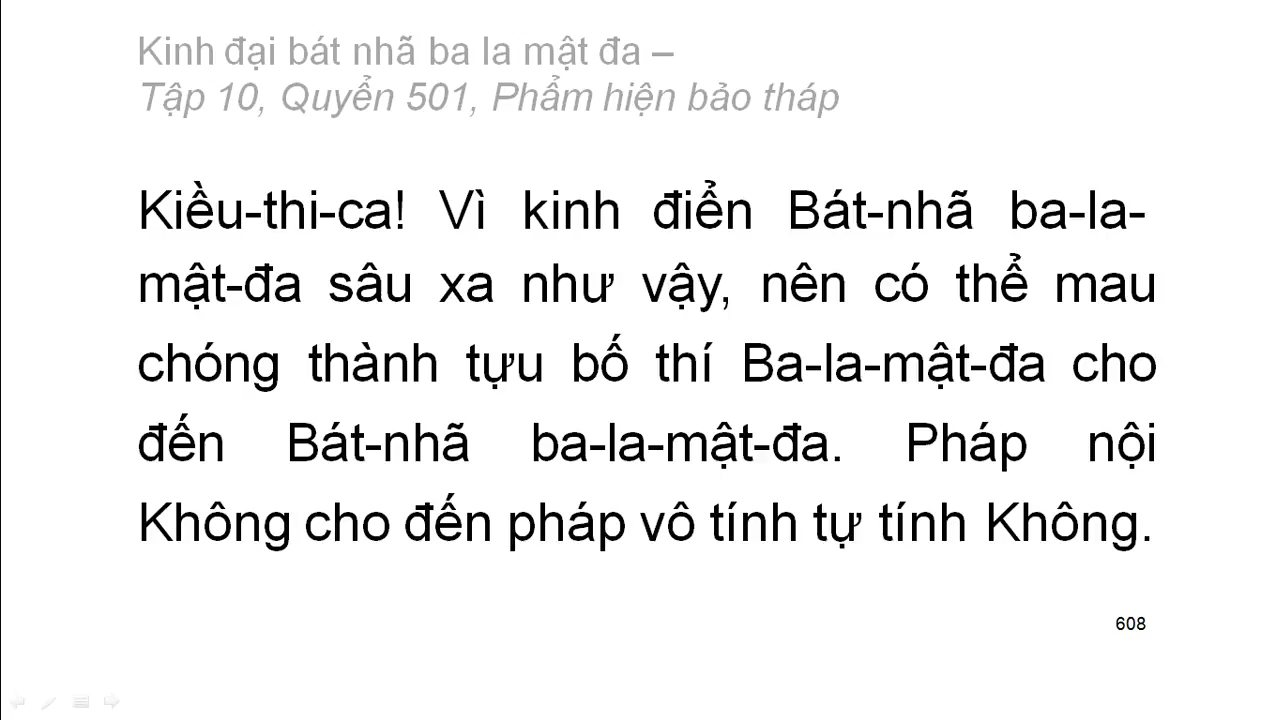 Kinh đại bát nhã ba la mật đa –
Tập 10, Quyển 501, Phẩm hiện bảo tháp
Kiều-thi-ca! Vì kinh điển Bát-nhã ba-la-
mật-đa sâu xa như vậy, nên có thể mau
chóng thành tựu bố thí Ba-la-mật-đa cho
đến Bát-nhã ba-la-mật-đa. Pháp nội
Không cho đến pháp vô tính tự tính Không.
608